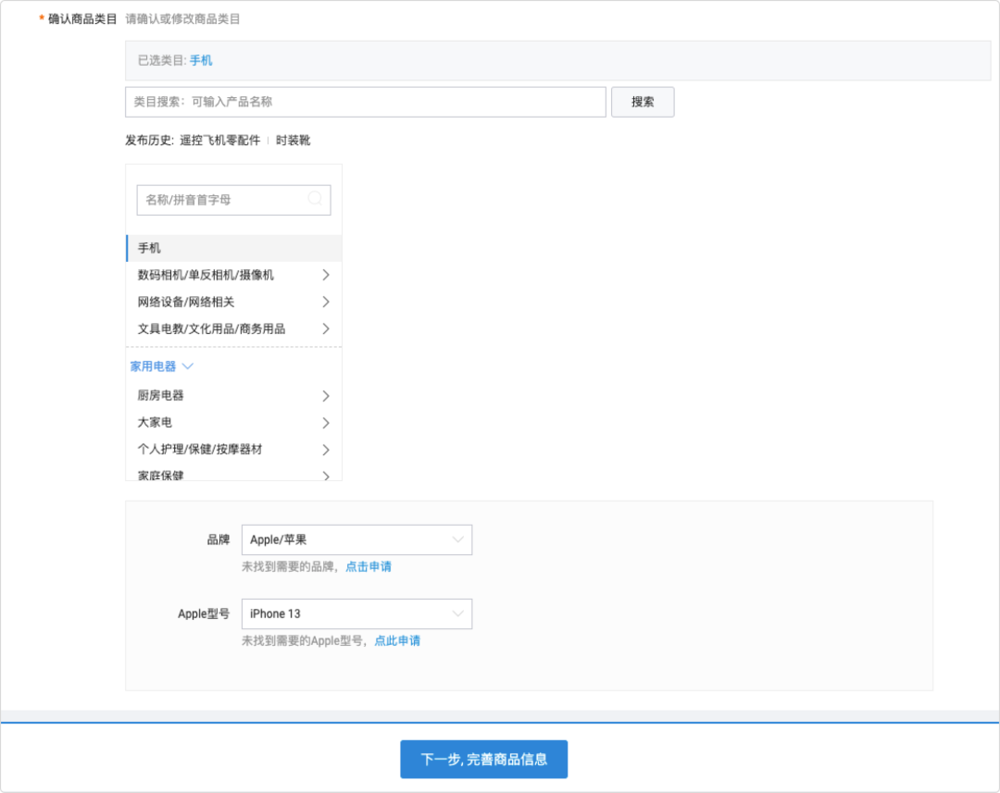 * 确认商品类目 请确认或修改商品类目
已选类目: 手机
类目搜索：可输入产品名称 搜索
发布历史: 遥控飞机零配件 | 时装靴
名称/拼音首字母
手机
数码相机/单反相机/摄像机
网络设备/网络相关
文具电教/文化用品/商务用品
家用电器
厨房电器
大家电
个人护理/保健/按摩器材
家庭保健
品牌 Apple/苹果
未找到需要的品牌，点击申请
Apple型号 iPhone 13
未找到需要的Apple型号，点此申请
下一步, 完善商品信息